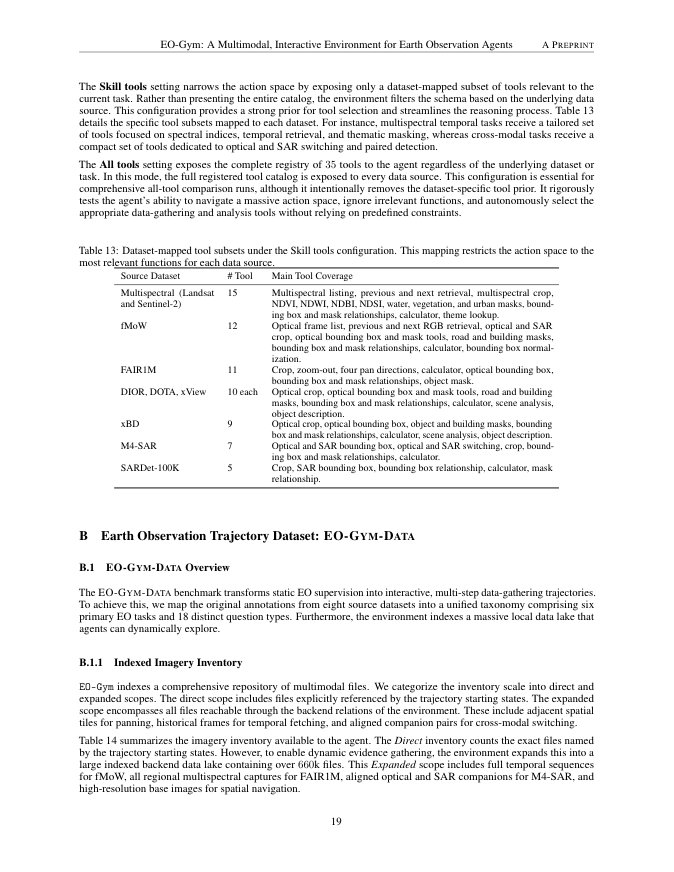 EO-Gym: A Multimodal, Interactive Environment for Earth Observation Agents A PREPRINT
The Skill tools setting narrows the action space by exposing only a dataset-mapped subset of tools relevant to the
current task. Rather than presenting the entire catalog, the environment filters the schema based on the underlying data
source. This configuration provides a strong prior for tool selection and streamlines the reasoning process. Table 13
details the specific tool subsets mapped to each dataset. For instance, multispectral temporal tasks receive a tailored set
of tools focused on spectral indices, temporal retrieval, and thematic masking, whereas cross-modal tasks receive a
compact set of tools dedicated to optical and SAR switching and paired detection.
The All tools setting exposes the complete registry of 35 tools to the agent regardless of the underlying dataset or
task. In this mode, the full registered tool catalog is exposed to every data source. This configuration is essential for
comprehensive all-tool comparison runs, although it intentionally removes the dataset-specific tool prior. It rigorously
tests the agent's ability to navigate a massive action space, ignore irrelevant functions, and autonomously select the
appropriate data-gathering and analysis tools without relying on predefined constraints.
Table 13: Dataset-mapped tool subsets under the Skill tools configuration. This mapping restricts the action space to the
most relevant functions for each data source.
Source Dataset # Tool Main Tool Coverage
Multispectral (Landsat 15 Multispectral listing, previous and next retrieval, multispectral crop,
and Sentinel-2) NDVI, NDWI, NDBI, NDSI, water, vegetation, and urban masks, bound-
ing box and mask relationships, calculator, theme lookup.
fMoW 12 Optical frame list, previous and next RGB retrieval, optical and SAR
crop, optical bounding box and mask tools, road and building masks,
bounding box and mask relationships, calculator, bounding box normal-
ization.
FAIR1M 11 Crop, zoom-out, four pan directions, calculator, optical bounding box,
bounding box and mask relationships, object mask.
DIOR, DOTA, xView 10 each Optical crop, optical bounding box and mask tools, road and building
masks, bounding box and mask relationships, calculator, scene analysis,
object description.
xBD 9 Optical crop, optical bounding box, object and building masks, bounding
box and mask relationships, calculator, scene analysis, object description.
M4-SAR 7 Optical and SAR bounding box, optical and SAR switching, crop, bound-
ing box and mask relationships, calculator.
SARDet-100K 5 Crop, SAR bounding box, bounding box relationship, calculator, mask
relationship.
B Earth Observation Trajectory Dataset: EO-GYM-DATA
B.1 EO-GYM-DATA Overview
The EO-GYM-DATA benchmark transforms static EO supervision into interactive, multi-step data-gathering trajectories.
To achieve this, we map the original annotations from eight source datasets into a unified taxonomy comprising six
primary EO tasks and 18 distinct question types. Furthermore, the environment indexes a massive local data lake that
agents can dynamically explore.
B.1.1 Indexed Imagery Inventory
EO-Gym indexes a comprehensive repository of multimodal files. We categorize the inventory scale into direct and
expanded scopes. The direct scope includes files explicitly referenced by the trajectory starting states. The expanded
scope encompasses all files reachable through the backend relations of the environment. These include adjacent spatial
tiles for panning, historical frames for temporal fetching, and aligned companion pairs for cross-modal switching.
Table 14 summarizes the imagery inventory available to the agent. The Direct inventory counts the exact files named
by the trajectory starting states. However, to enable dynamic evidence gathering, the environment expands this into a
large indexed backend data lake containing over 660k files. This Expanded scope includes full temporal sequences
for fMoW, all regional multispectral captures for FAIR1M, aligned optical and SAR companions for M4-SAR, and
high-resolution base images for spatial navigation.
19